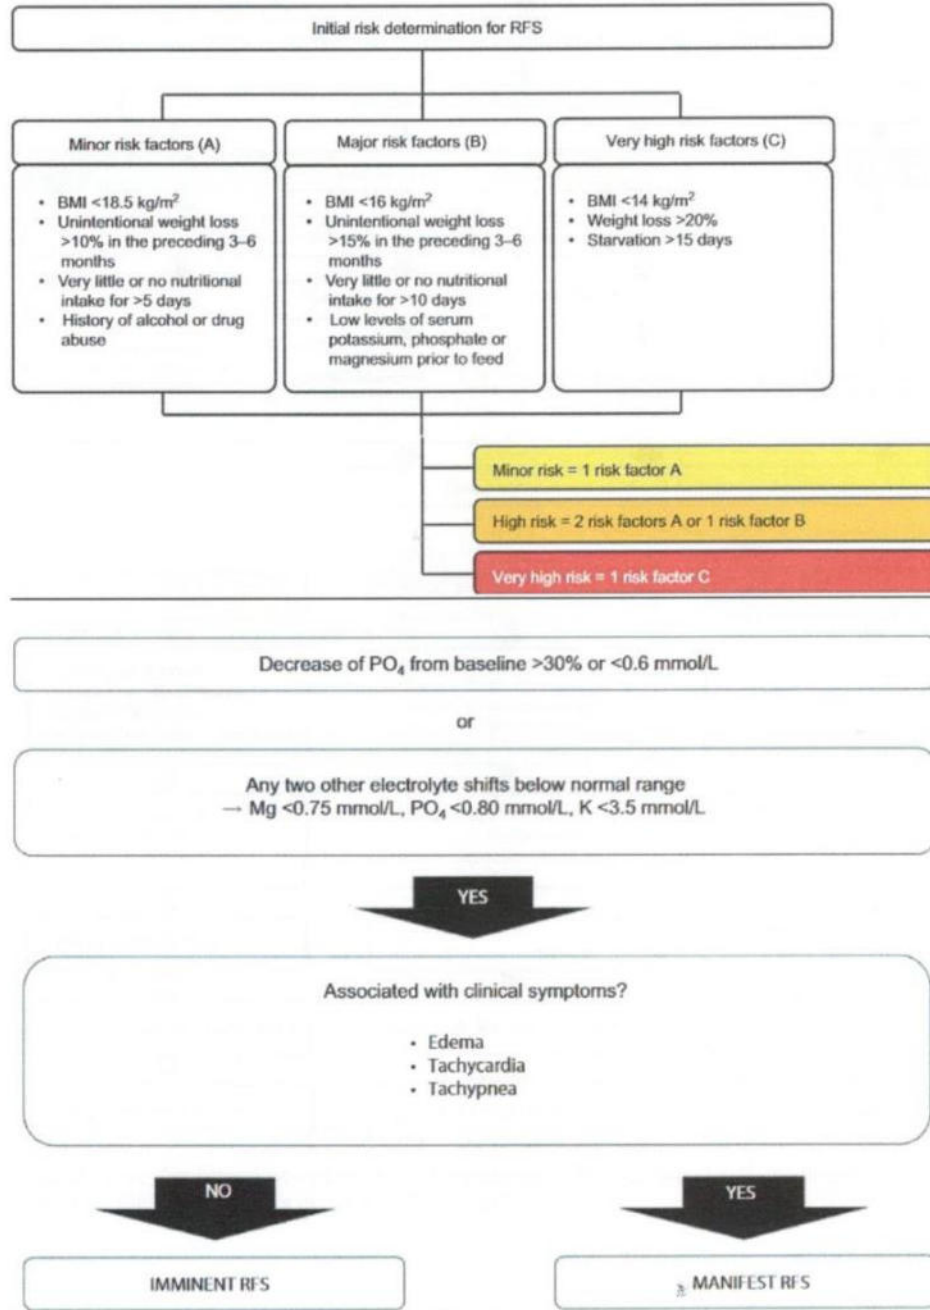 Initial risk determination for RFS
Minor risk factors (A)
• BMI <18.5 kg/m²
• Unintentional weight loss
>10% in the preceding 3–6
months
• Very little or no nutritional
intake for >5 days
• History of alcohol or drug
abuse
Major risk factors (B)
• BMI <16 kg/m²
• Unintentional weight loss
>15% in the preceding 3–6
months
• Very little or no nutritional
intake for >10 days
• Low levels of serum
potassium, phosphate or
magnesium prior to feed
Very high risk factors (C)
• BMI <14 kg/m²
• Weight loss >20%
• Starvation >15 days
Minor risk = 1 risk factor A
High risk = 2 risk factors A or 1 risk factor B
Very high risk = 1 risk factor C
Decrease of PO₄ from baseline >30% or <0.6 mmol/L
or
Any two other electrolyte shifts below normal range
→ Mg <0.75 mmol/L, PO₄ <0.80 mmol/L, K <3.5 mmol/L
YES
Associated with clinical symptoms?
• Edema
• Tachycardia
• Tachypnea
NO
YES
IMMINENT RFS
MANIFEST RFS